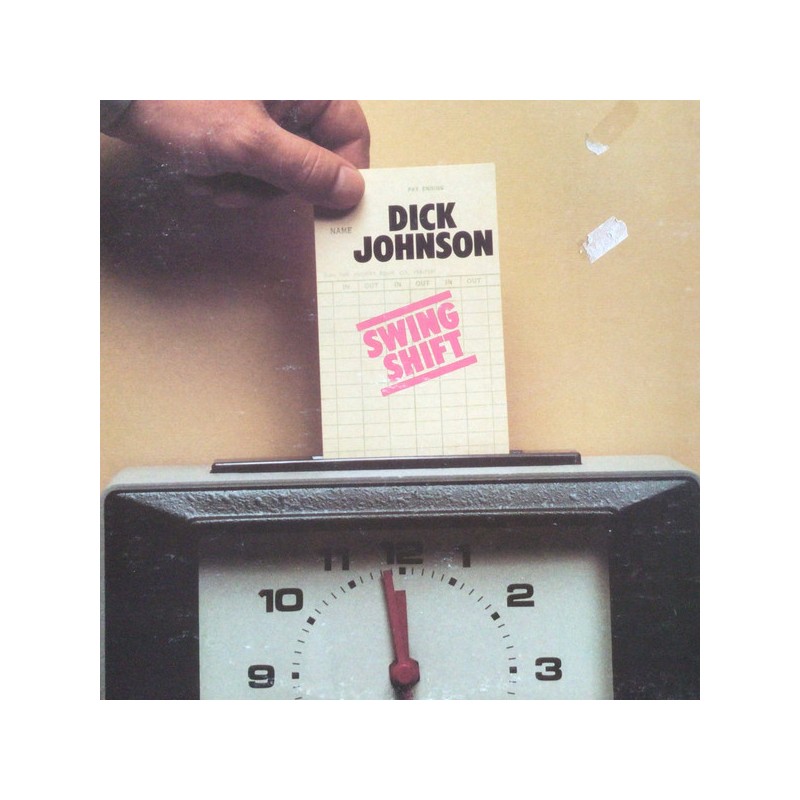 PAY ENDING
NAME
DICK
JOHNSON
IN OUT IN OUT IN OUT
SWING
SHIFT
11 12 1
10 2
9 3